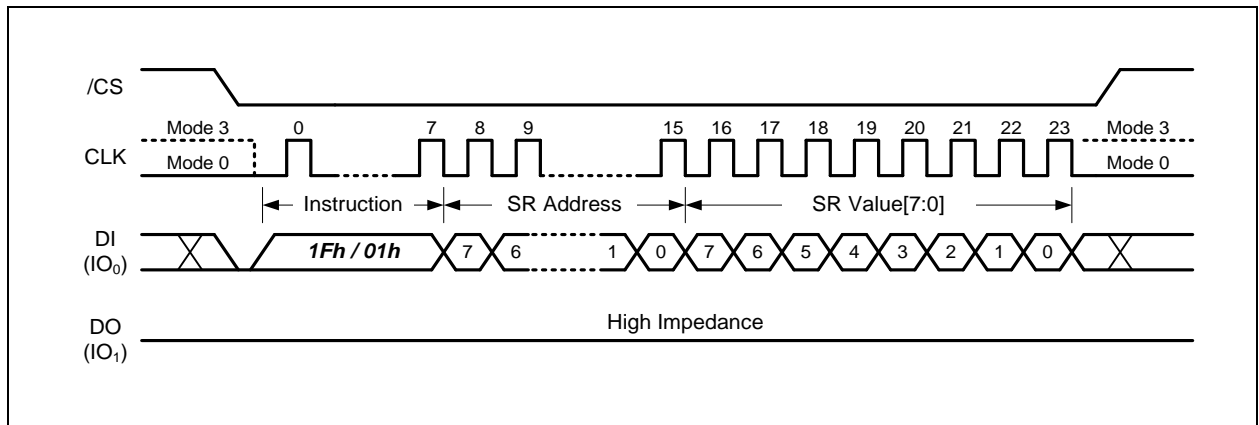 /CS
Mode 3 0 7 8 9 15 16 17 18 19 20 21 22 23 Mode 3
CLK
Mode 0 Mode 0
Instruction SR Address SR Value[7:0]
DI
(IO₀)
1Fh / 01h 7 6 1 0 7 6 5 4 3 2 1 0
High Impedance
DO
(IO₁)